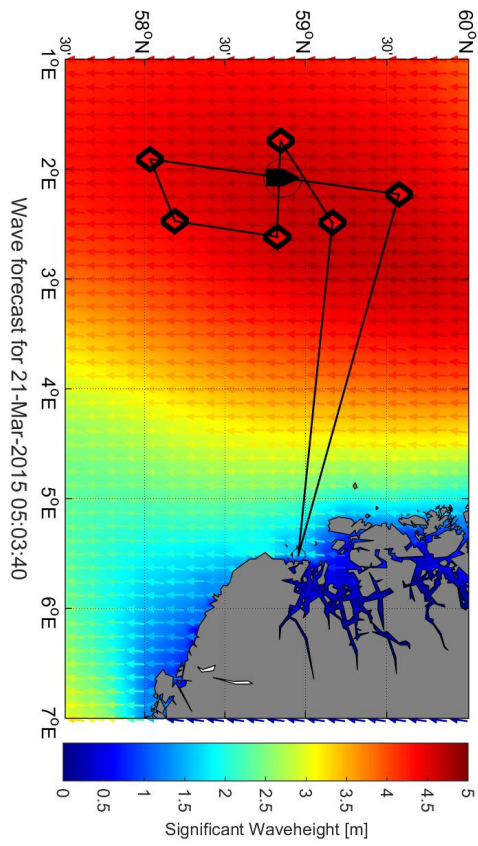 60°N
30'
59°N
30'
58°N
30'
1°E
2°E
3°E
4°E
5°E
6°E
7°E
Wave forecast for 21-Mar-2015 05:03:40
0
0.5
1
1.5
2
2.5
3
3.5
4
4.5
5
Significant Waveheight [m]